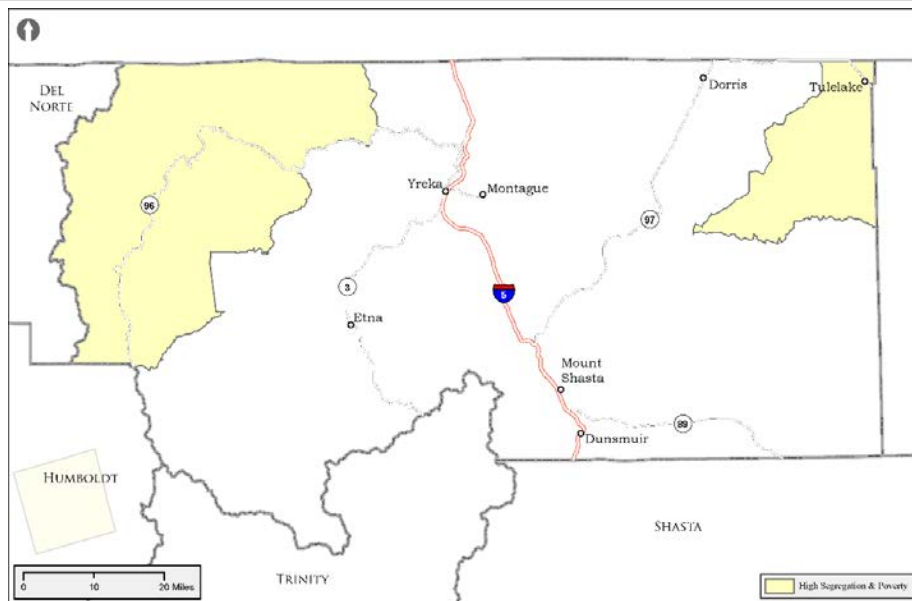 DEL
NORTE
Dorris
Tulelake
Yreka
Montague
96
97
3
5
Etna
Mount
Shasta
89
Dunsmuir
HUMBOLDT
SHASTA
TRINITY
0 10 20 Miles
High Segregation & Poverty